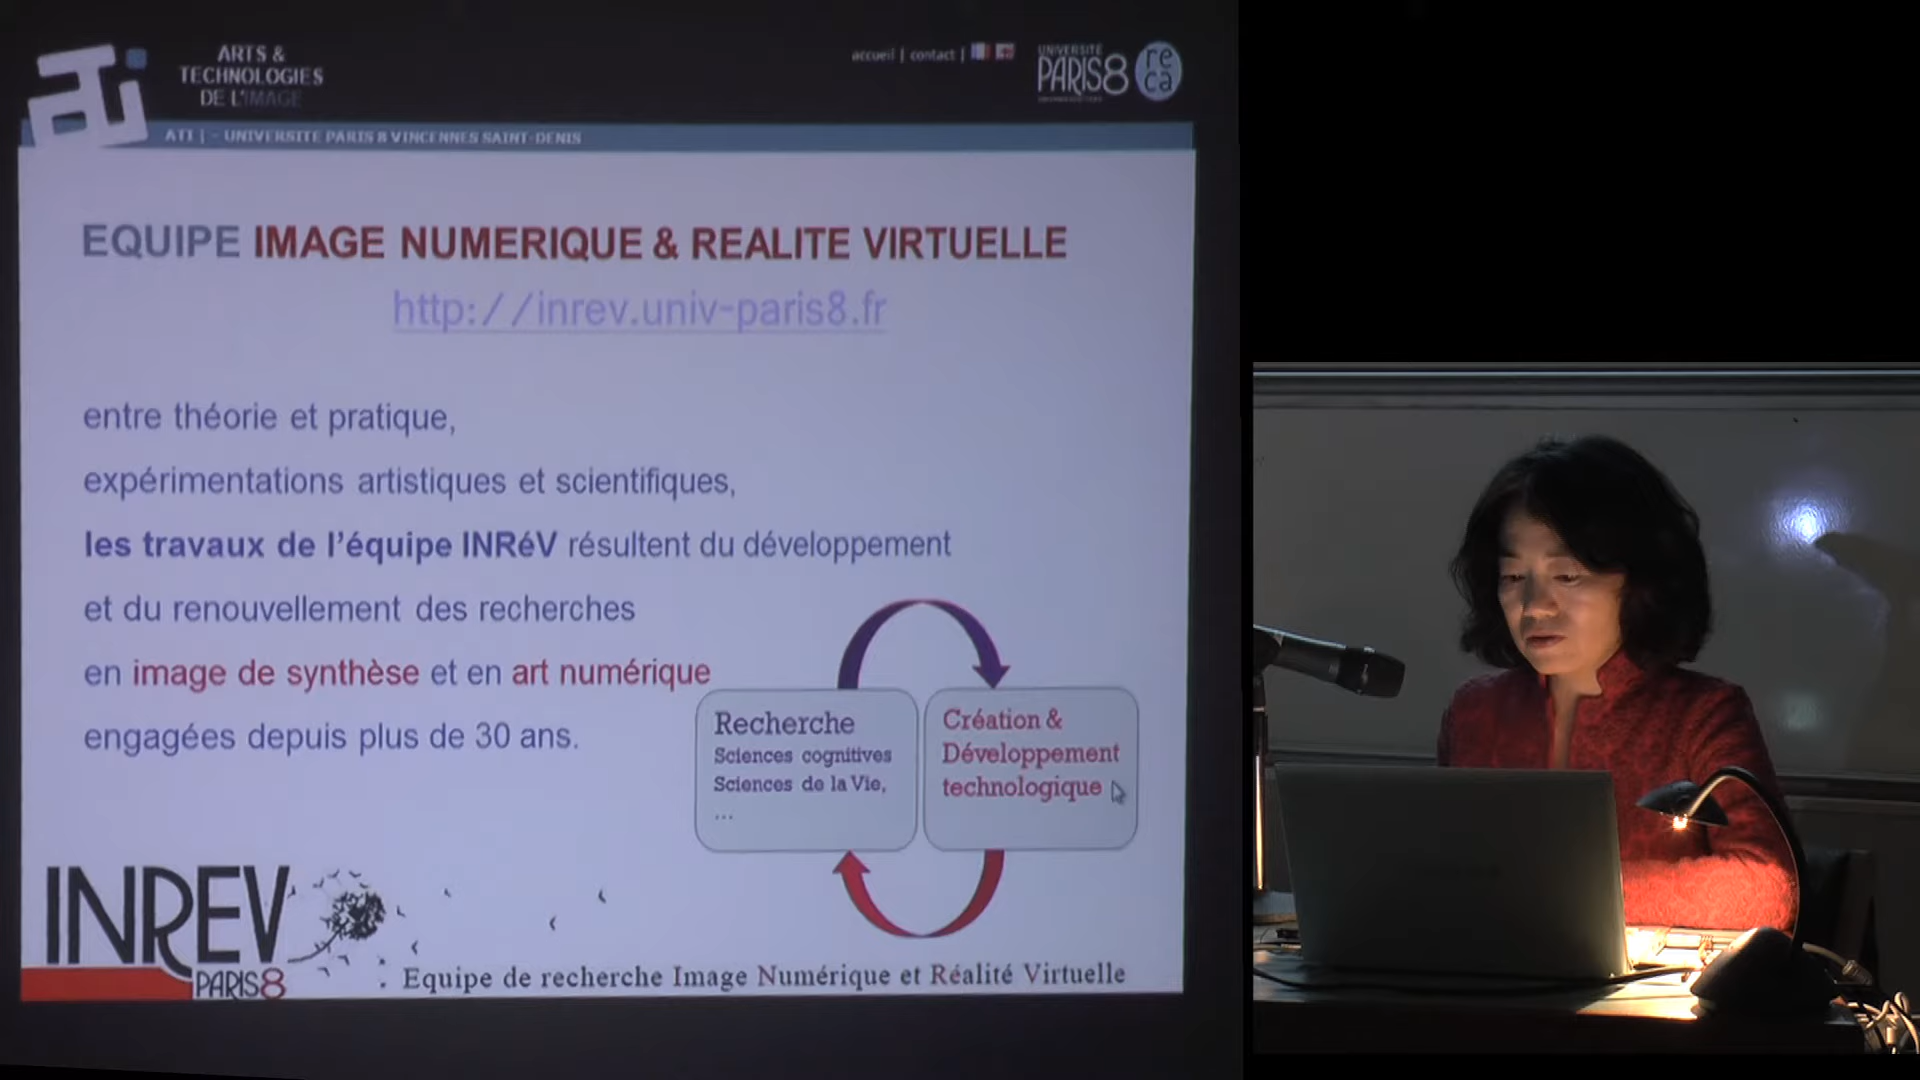 ati
ARTS &
TECHNOLOGIES
DE L'IMAGE
accueil | contact |
UNIVERSITÉ
PARIS8
re
ca
ATI | - UNIVERSITE PARIS 8 VINCENNES SAINT-DENIS
EQUIPE IMAGE NUMERIQUE & REALITE VIRTUELLE
http://inrev.univ-paris8.fr
entre théorie et pratique,
expérimentations artistiques et scientifiques,
les travaux de l'équipe INRéV résultent du développement
et du renouvellement des recherches
en image de synthèse et en art numérique
engagées depuis plus de 30 ans.
Recherche
Sciences cognitives
Sciences de la Vie,
...
Création &
Développement
technologique
INREV
PARIS8
Equipe de recherche Image Numérique et Réalité Virtuelle